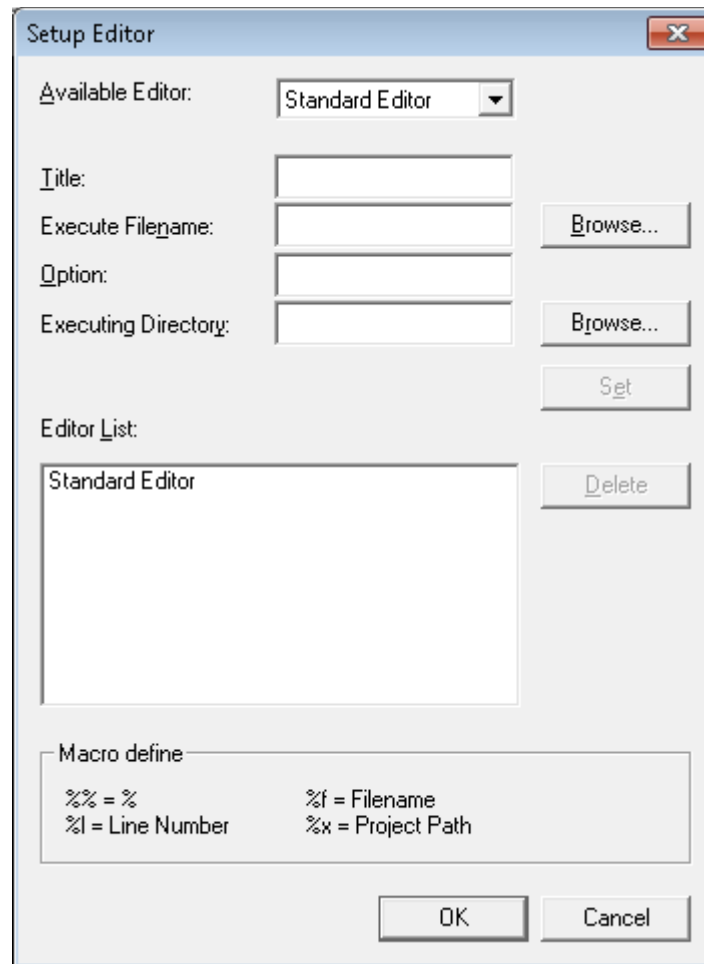 Setup Editor
Available Editor: Standard Editor
Title:
Execute Filename: Browse...
Option:
Executing Directory: Browse...
Set
Editor List:
Standard Editor Delete
Macro define
%% = % %f = Filename
%l = Line Number %x = Project Path
OK Cancel